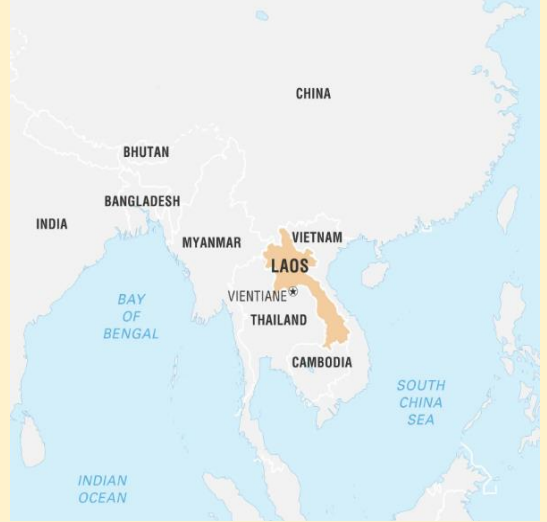 CHINA
BHUTAN
BANGLADESH
INDIA
MYANMAR
VIETNAM
LAOS
VIENTIANE
BAY
OF
BENGAL
THAILAND
CAMBODIA
SOUTH
CHINA
SEA
INDIAN
OCEAN